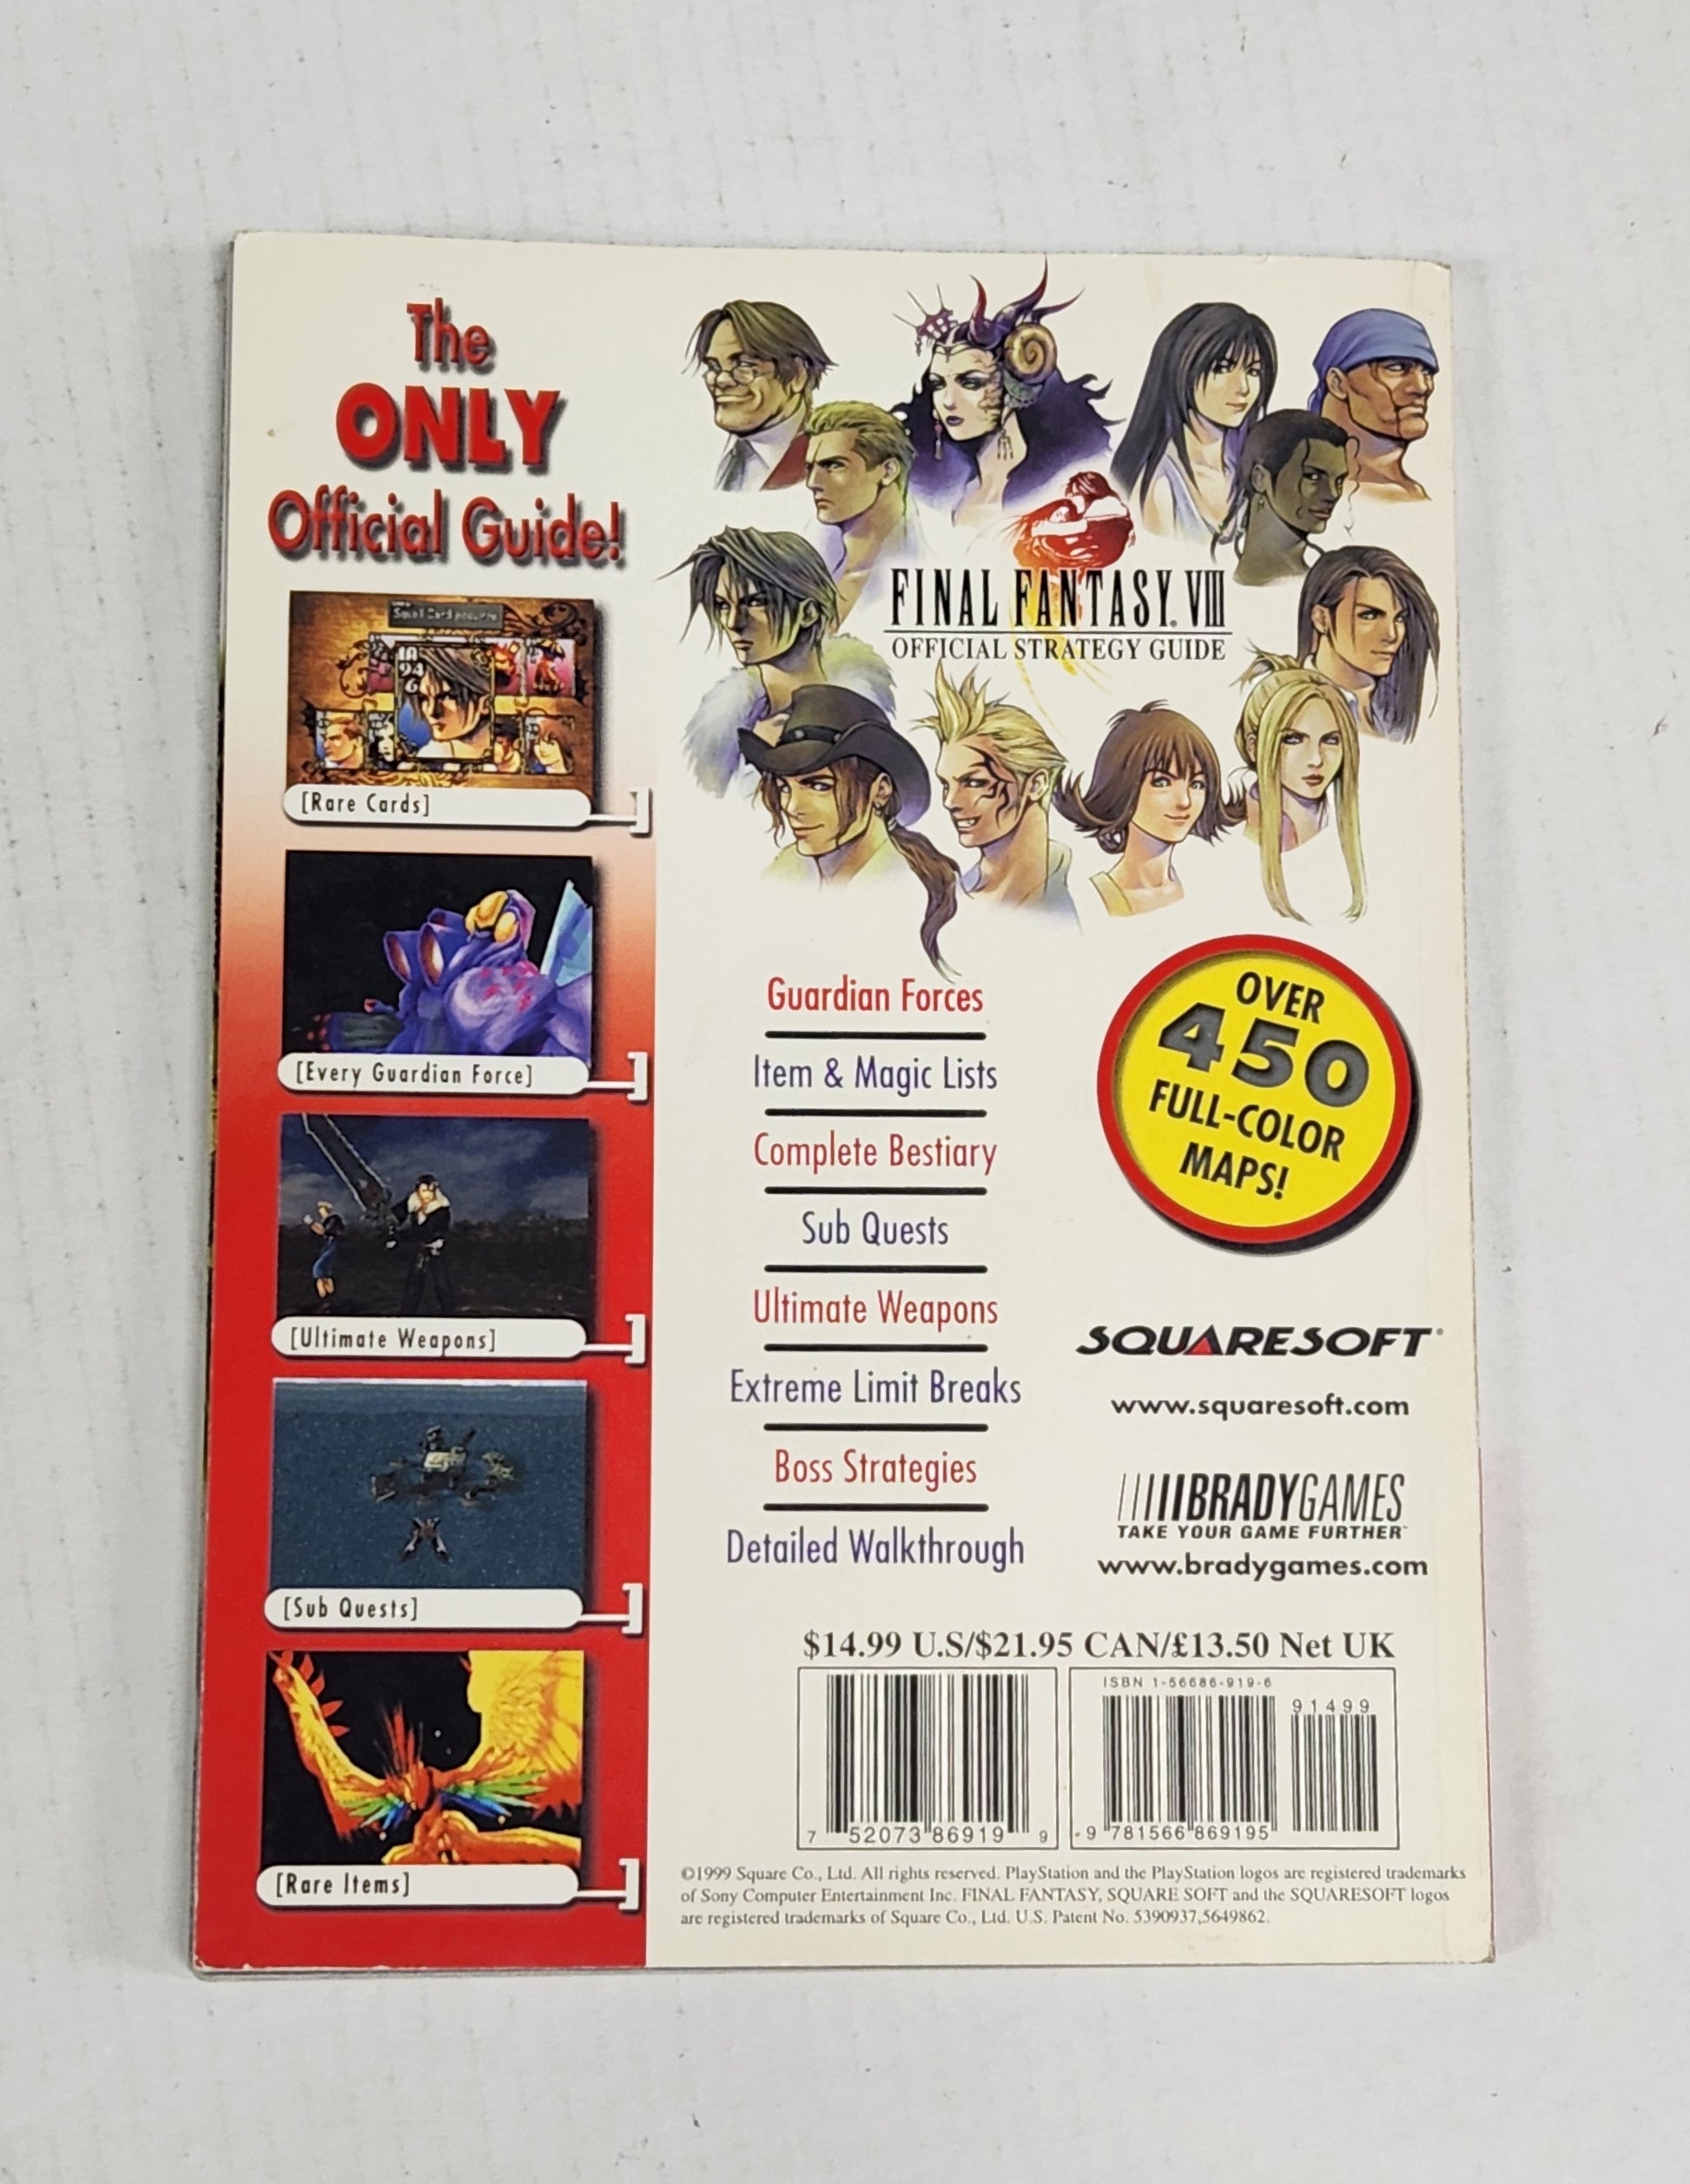 The
ONLY
Official Guide!
[Rare Cards]
[Every Guardian Force]
[Ultimate Weapons]
[Sub Quests]
[Rare Items]
FINAL FANTASY. VIII
OFFICIAL STRATEGY GUIDE
Guardian Forces
Item & Magic Lists
Complete Bestiary
Sub Quests
Ultimate Weapons
Extreme Limit Breaks
Boss Strategies
Detailed Walkthrough
OVER
450
FULL-COLOR
MAPS!
SQUARESOFT®
www.squaresoft.com
BRADYGAMES
TAKE YOUR GAME FURTHER™
www.bradygames.com
$14.99 U.S/$21.95 CAN/£13.50 Net UK
7 52073 86919 9
ISBN 1-56686-919-6
91499
9 781566 869195
©1999 Square Co., Ltd. All rights reserved. PlayStation and the PlayStation logos are registered trademarks
of Sony Computer Entertainment Inc. FINAL FANTASY, SQUARE SOFT and the SQUARESOFT logos
are registered trademarks of Square Co., Ltd. U.S. Patent No. 5390937,5649862.